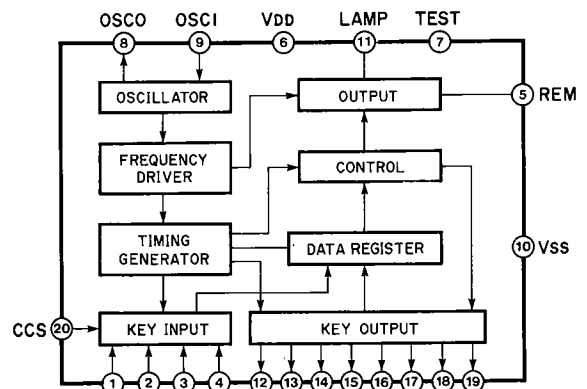 OSCO OSCI VDD LAMP TEST
8 9 6 11 7
OSCILLATOR OUTPUT 5 REM
FREQUENCY
DRIVER
CONTROL
TIMING
GENERATOR
DATA REGISTER
10 VSS
CCS 20 KEY INPUT KEY OUTPUT
1 2 3 4 12 13 14 15 16 17 18 19